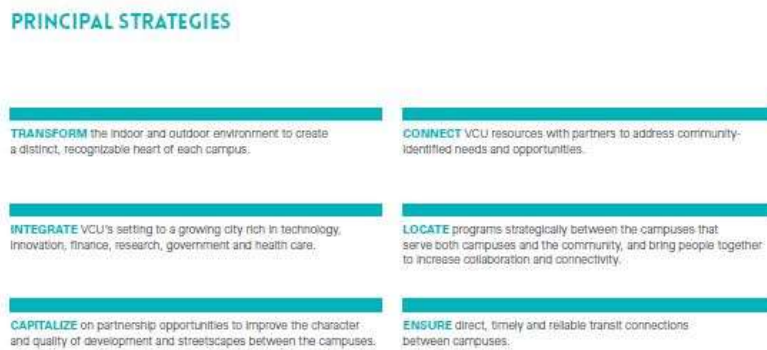 PRINCIPAL STRATEGIES
TRANSFORM the indoor and outdoor environment to create
a distinct, recognizable heart of each campus.
CONNECT VCU resources with partners to address community-
identified needs and opportunities.
INTEGRATE VCU's setting to a growing city rich in technology,
innovation, finance, research, government and health care.
LOCATE programs strategically between the campuses that
serve both campuses and the community, and bring people together
to increase collaboration and connectivity.
CAPITALIZE on partnership opportunities to improve the character
and quality of development and streetscapes between the campuses.
ENSURE direct, timely and reliable transit connections
between campuses.